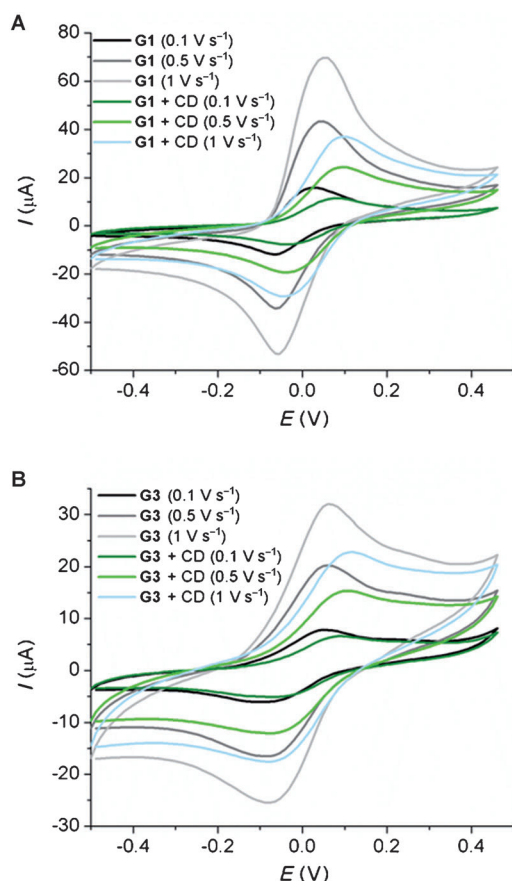 A
G1 (0.1 V s⁻¹)
G1 (0.5 V s⁻¹)
G1 (1 V s⁻¹)
G1 + CD (0.1 V s⁻¹)
G1 + CD (0.5 V s⁻¹)
G1 + CD (1 V s⁻¹)
80
60
40
20
0
-20
-40
-60
I (µA)
-0.4 -0.2 0.0 0.2 0.4
E (V)
B
G3 (0.1 V s⁻¹)
G3 (0.5 V s⁻¹)
G3 (1 V s⁻¹)
G3 + CD (0.1 V s⁻¹)
G3 + CD (0.5 V s⁻¹)
G3 + CD (1 V s⁻¹)
30
20
10
0
-10
-20
-30
I (µA)
-0.4 -0.2 0.0 0.2 0.4
E (V)